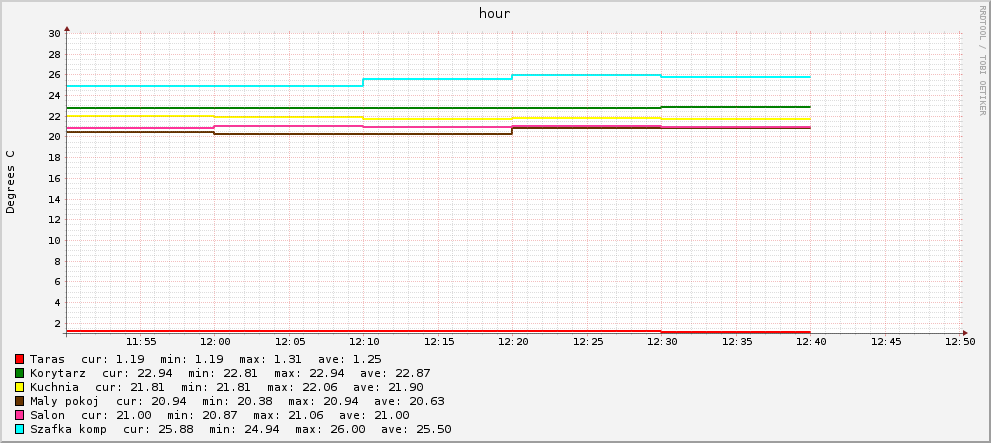 hour
RRDTOOL / TOBI OETIKER
Degrees C
30
28
26
24
22
20
18
16
14
12
10
8
6
4
2
11:55 12:00 12:05 12:10 12:15 12:20 12:25 12:30 12:35 12:40 12:45 12:50
Taras cur: 1.19 min: 1.19 max: 1.31 ave: 1.25
Korytarz cur: 22.94 min: 22.81 max: 22.94 ave: 22.87
Kuchnia cur: 21.81 min: 21.81 max: 22.06 ave: 21.90
Maly pokoj cur: 20.94 min: 20.38 max: 20.94 ave: 20.63
Salon cur: 21.00 min: 20.87 max: 21.06 ave: 21.00
Szafka komp cur: 25.88 min: 24.94 max: 26.00 ave: 25.50